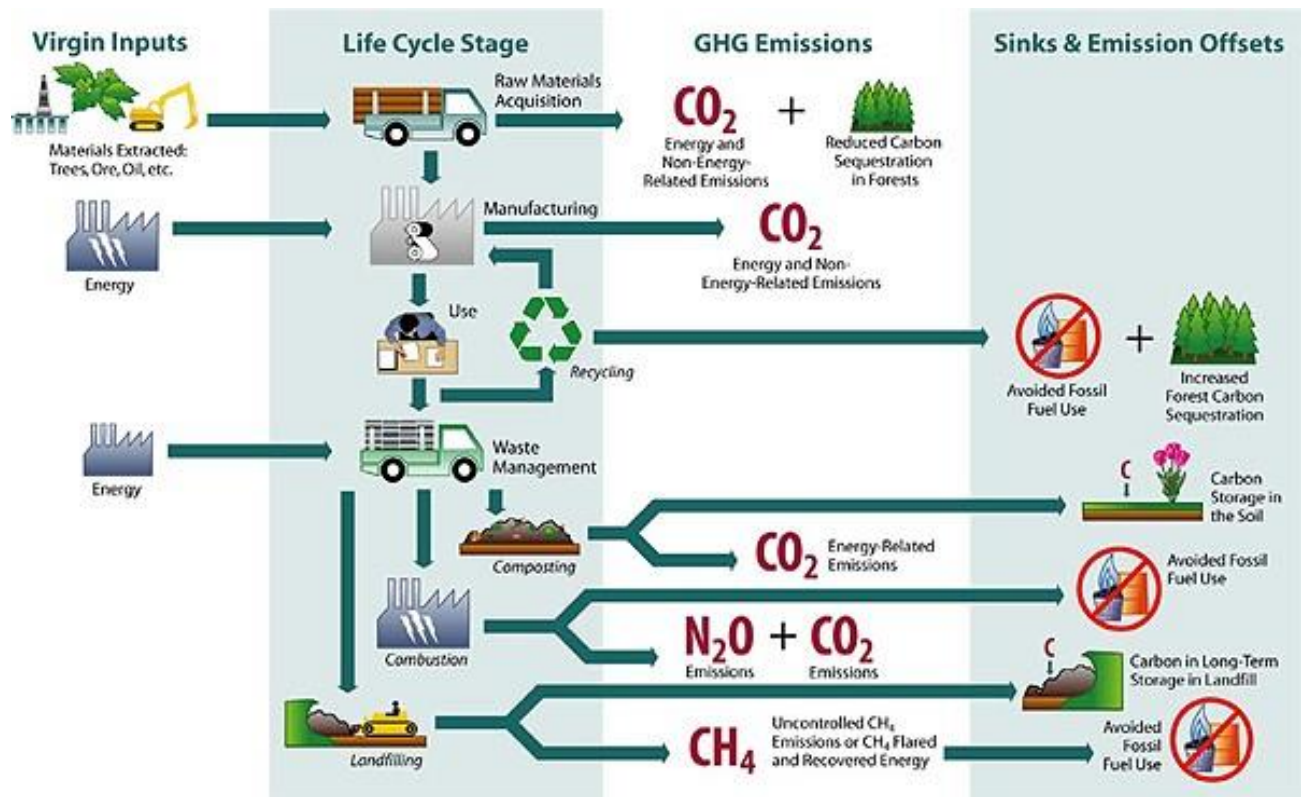 Virgin Inputs
Life Cycle Stage
GHG Emissions
Sinks & Emission Offsets
Materials Extracted:
Trees, Ore, Oil, etc.
Raw Materials
Acquisition
CO₂
Energy and
Non-Energy-
Related Emissions
+
Reduced Carbon
Sequestration
in Forests
Energy
Manufacturing
CO₂
Energy and Non-
Energy-Related Emissions
Use
Recycling
Avoided Fossil
Fuel Use
+
Increased
Forest Carbon
Sequestration
Energy
Waste
Management
Composting
C
Carbon
Storage in
the Soil
CO₂
Energy-Related
Emissions
Combustion
Avoided Fossil
Fuel Use
N₂O
Emissions
+
CO₂
Emissions
Landfilling
C
Carbon in Long-Term
Storage in Landfill
CH₄
Uncontrolled CH₄
Emissions or CH₄ Flared
and Recovered Energy
Avoided
Fossil
Fuel Use